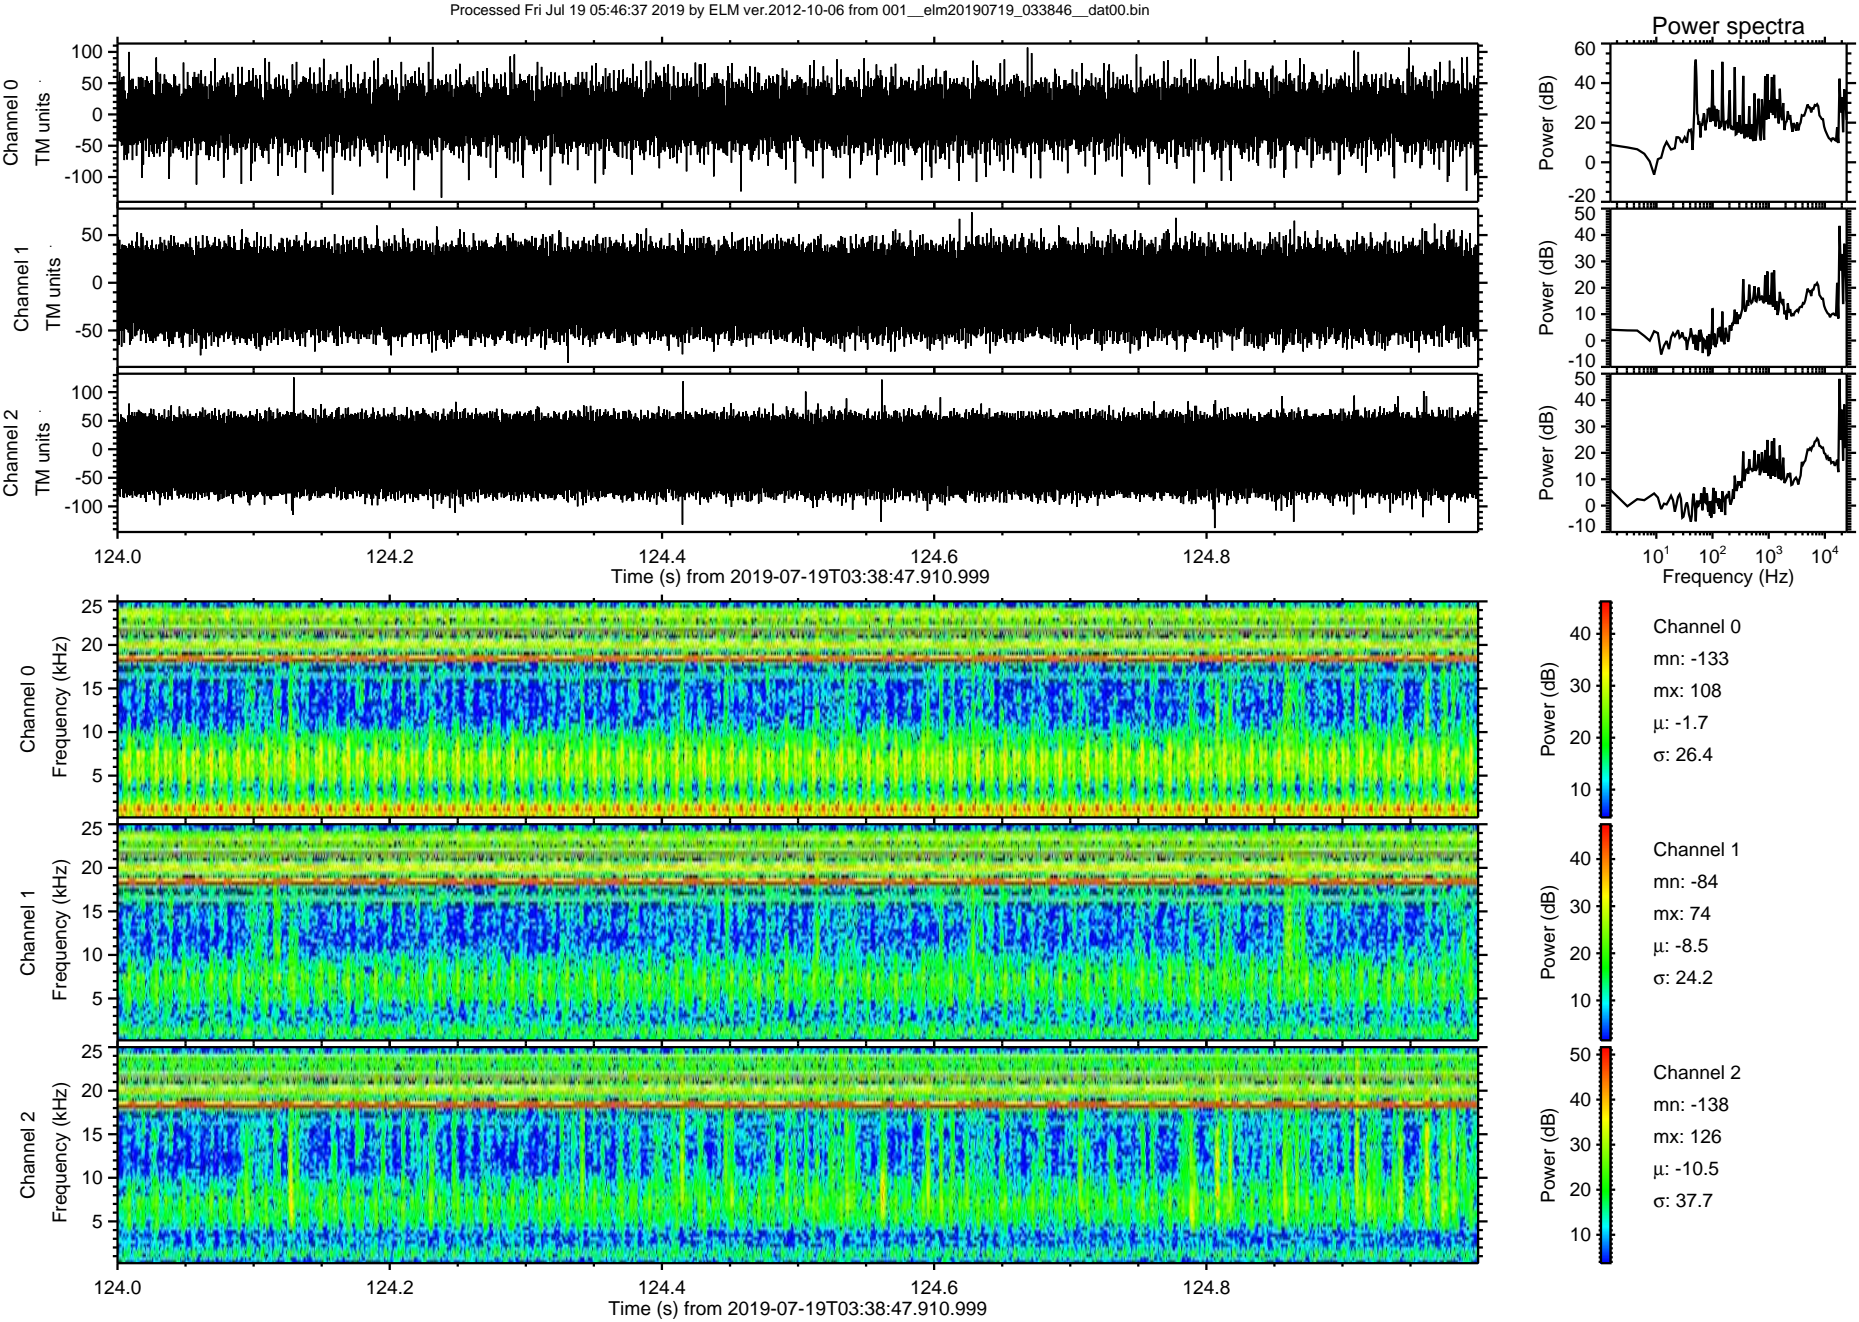 Processed Fri Jul 19 05:46:37 2019 by ELM ver.2012-10-06 from 001__elm20190719_033846__dat00.bin
Power spectra
Channel 0
TM units
100
50
0
-50
-100
Power (dB)
60
40
20
0
-20
Channel 1
TM units
50
0
-50
Power (dB)
50
40
30
20
10
0
-10
Channel 2
TM units
100
50
0
-50
-100
Power (dB)
50
40
30
20
10
0
-10
124.0 124.2 124.4 124.6 124.8
Time (s) from 2019-07-19T03:38:47.910.999
10^1 10^2 10^3 10^4
Frequency (Hz)
Channel 0
Frequency (kHz)
25
20
15
10
5
Power (dB)
40
30
20
10
Channel 0
mn: -133
mx: 108
μ: -1.7
σ: 26.4
Channel 1
Frequency (kHz)
25
20
15
10
5
Power (dB)
40
30
20
10
Channel 1
mn: -84
mx: 74
μ: -8.5
σ: 24.2
Channel 2
Frequency (kHz)
25
20
15
10
5
Power (dB)
50
40
30
20
10
Channel 2
mn: -138
mx: 126
μ: -10.5
σ: 37.7
124.0 124.2 124.4 124.6 124.8
Time (s) from 2019-07-19T03:38:47.910.999